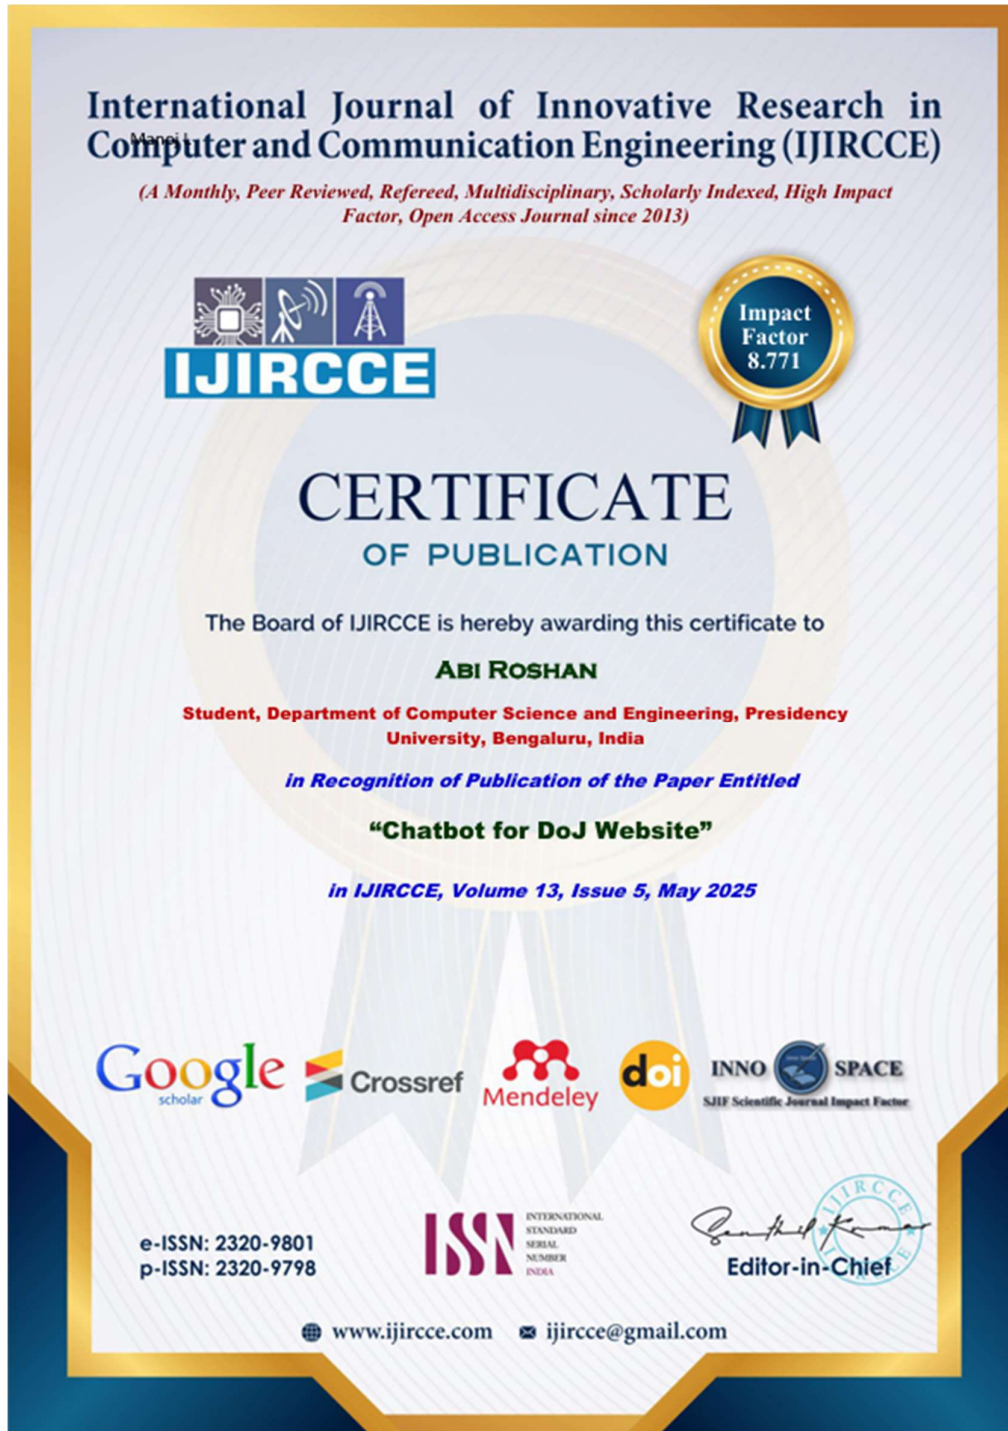 International Journal of Innovative Research in
Manoj L
Computer and Communication Engineering (IJIRCCE)
(A Monthly, Peer Reviewed, Refereed, Multidisciplinary, Scholarly Indexed, High Impact
Factor, Open Access Journal since 2013)
IJIRCCE
Impact
Factor
8.771
CERTIFICATE
OF PUBLICATION
The Board of IJIRCCE is hereby awarding this certificate to
ABI ROSHAN
Student, Department of Computer Science and Engineering, Presidency
University, Bengaluru, India
in Recognition of Publication of the Paper Entitled
“Chatbot for DoJ Website”
in IJIRCCE, Volume 13, Issue 5, May 2025
Google
scholar
Crossref
Mendeley
doi
INNO SPACE
SJIF Scientific Journal Impact Factor
e-ISSN: 2320-9801
p-ISSN: 2320-9798
ISSN
INTERNATIONAL
STANDARD
SERIAL
NUMBER
INDIA
IJIRCCE
Senthil Kumar
Editor-in-Chief
www.ijircce.com ijircce@gmail.com